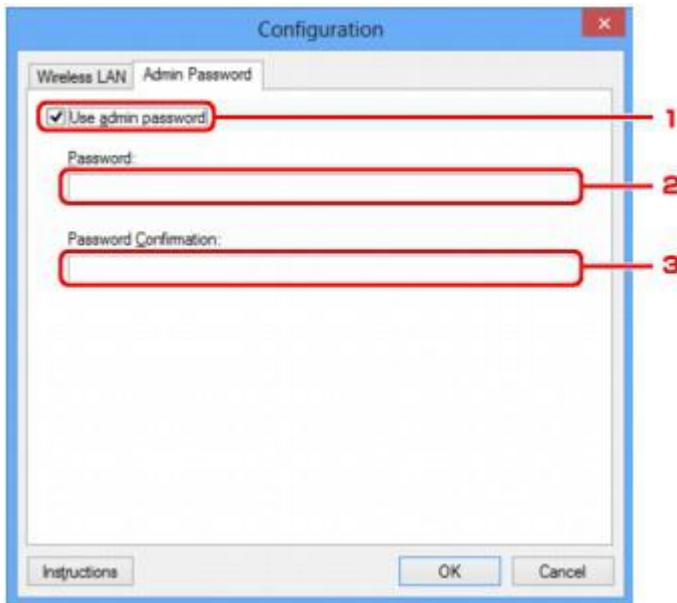 Configuration
Wireless LAN Admin Password
Use admin password 1
Password:
2
Password Confirmation:
3
Instructions OK Cancel